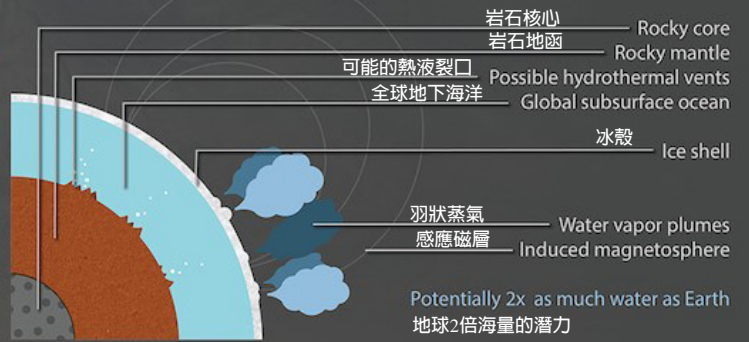 岩石核心
Rocky core
岩石地函
Rocky mantle
可能的熱液裂口
Possible hydrothermal vents
全球地下海洋
Global subsurface ocean
冰殼
Ice shell
羽狀蒸氣
Water vapor plumes
感應磁層
Induced magnetosphere
Potentially 2x as much water as Earth
地球2倍海量的潛力